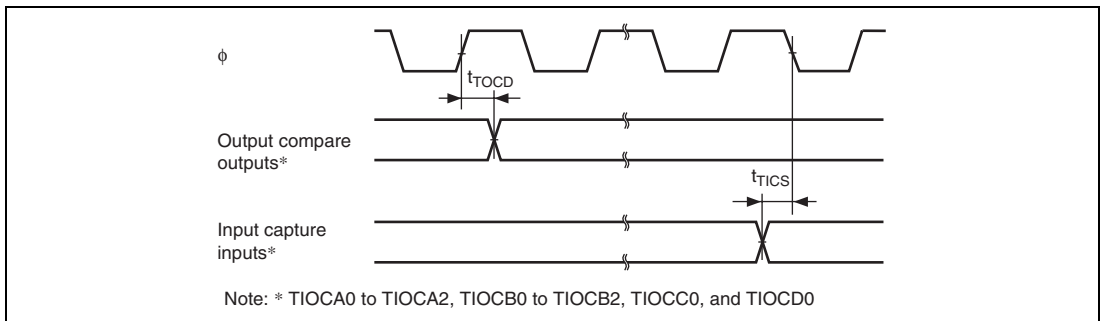 ϕ
tTOCD
Output compare
outputs*
tTICS
Input capture
inputs*
Note: * TIOCA0 to TIOCA2, TIOCB0 to TIOCB2, TIOCC0, and TIOCD0